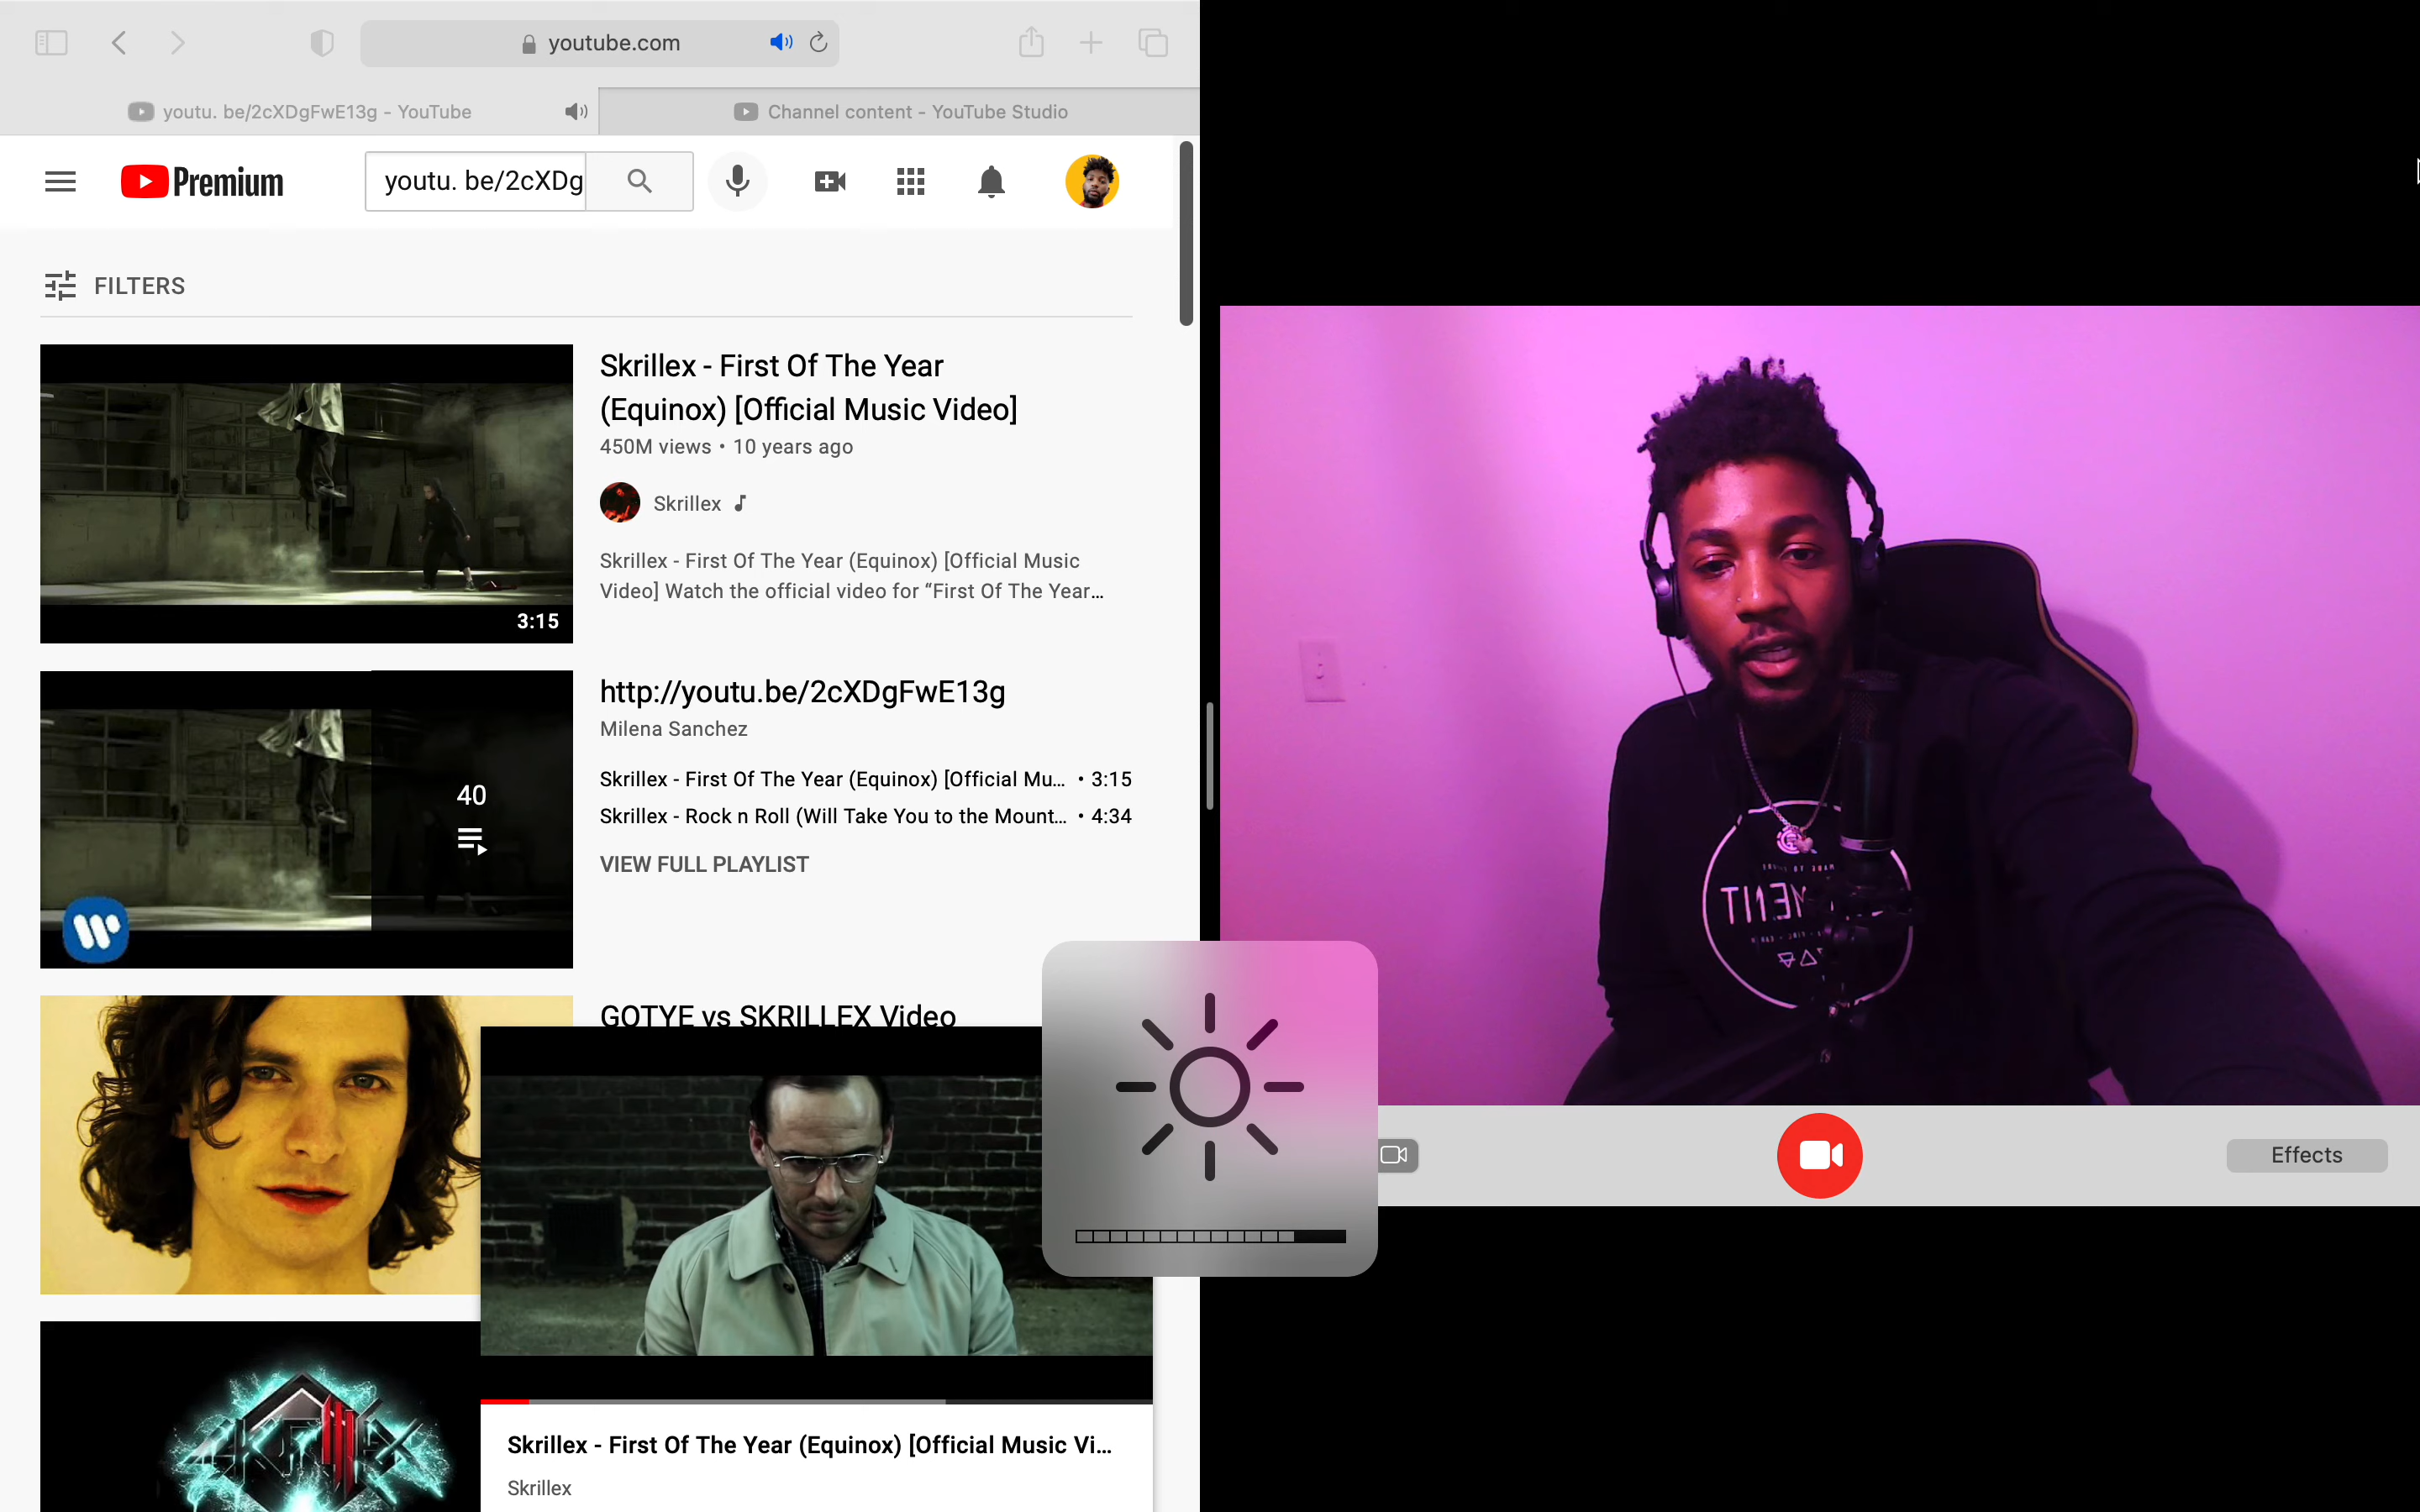 youtube.com
youtu. be/2cXDgFwE13g - YouTube
Channel content - YouTube Studio
Premium
youtu. be/2cXDg
FILTERS
3:15
Skrillex - First Of The Year
(Equinox) [Official Music Video]
450M views • 10 years ago
Skrillex
Skrillex - First Of The Year (Equinox) [Official Music
Video] Watch the official video for “First Of The Year...
40
http://youtu.be/2cXDgFwE13g
Milena Sanchez
Skrillex - First Of The Year (Equinox) [Official Mu... • 3:15
Skrillex - Rock n Roll (Will Take You to the Mount... • 4:34
VIEW FULL PLAYLIST
GOTYE vs SKRILLEX Video
SKRILLEX
Skrillex - First Of The Year (Equinox) [Official Music Vi...
Skrillex
Effects